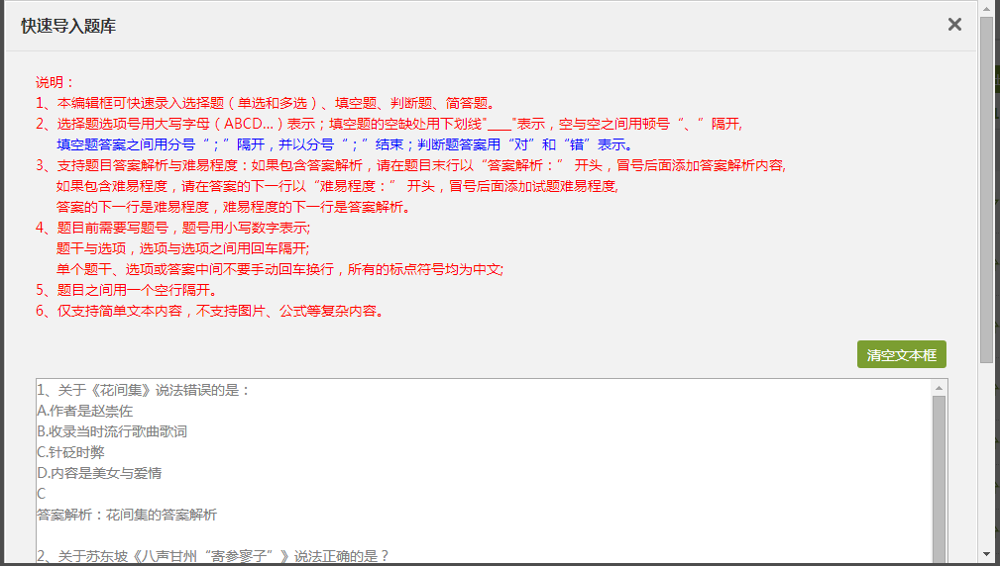 快速导入题库
说明：
1、本编辑框可快速录入选择题（单选和多选）、填空题、判断题、简答题。
2、选择题选项号用大写字母（ABCD...）表示；填空题的空缺处用下划线"____"表示，空与空之间用顿号“、”隔开,
填空题答案之间用分号“；”隔开，并以分号“；”结束；判断题答案用“对”和“错”表示。
3、支持题目答案解析与难易程度：如果包含答案解析，请在题目末行以“答案解析：” 开头，冒号后面添加答案解析内容,
如果包含难易程度，请在答案的下一行以“难易程度：” 开头，冒号后面添加试题难易程度,
答案的下一行是难易程度，难易程度的下一行是答案解析。
4、题目前需要写题号，题号用小写数字表示;
题干与选项，选项与选项之间用回车隔开;
单个题干、选项或答案中间不要手动回车换行，所有的标点符号均为中文;
5、题目之间用一个空行隔开。
6、仅支持简单文本内容，不支持图片、公式等复杂内容。
清空文本框
1、关于《花间集》说法错误的是：
A.作者是赵崇佐
B.收录当时流行歌曲歌词
C.针砭时弊
D.内容是美女与爱情
C
答案解析：花间集的答案解析
2、关于苏东坡《八声甘州“寄参寥子”》说法正确的是？